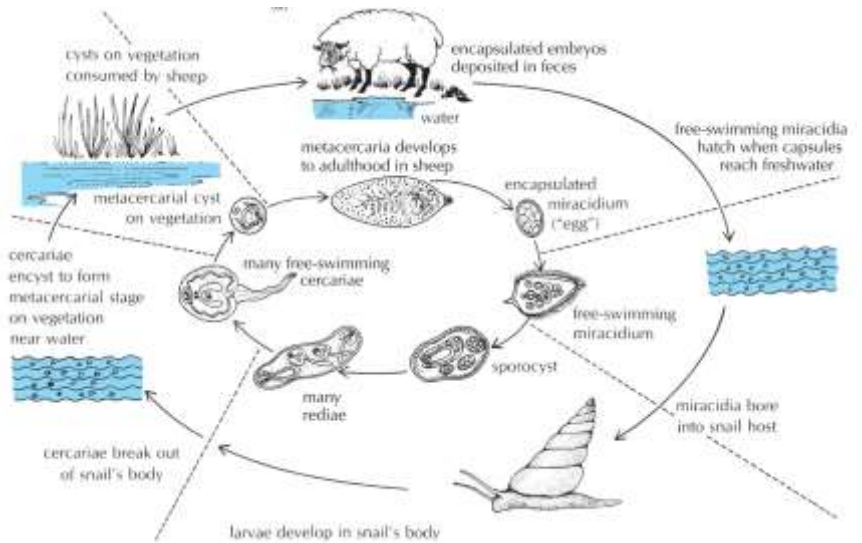 cysts on vegetation
consumed by sheep
encapsulated embryos
deposited in feces
water
free-swimming miracidia
hatch when capsules
reach freshwater
metacercaria develops
to adulthood in sheep
encapsulated
miracidium
("egg")
metacercarial cyst
on vegetation
cercariae
encyst to form
metacercarial stage
on vegetation
near water
many free-swimming
cercariae
free-swimming
miracidium
sporocyst
many
rediae
miracidia bore
into snail host
cercariae break out
of snail's body
larvae develop in snail's body